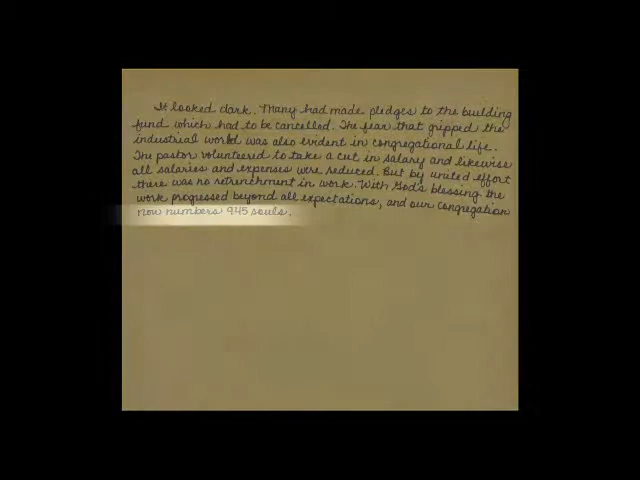 It looked dark. Many had made pledges to the building
fund which had to be cancelled. The fear that gripped the
industrial world was also evident in congregational life.
The pastor volunteered to take a cut in salary and likewise
all salaries and expenses were reduced. But by united effort
there was no retrenchment in work. With God's blessing the
work progressed beyond all expectations, and our congregation
now numbers 945 souls.